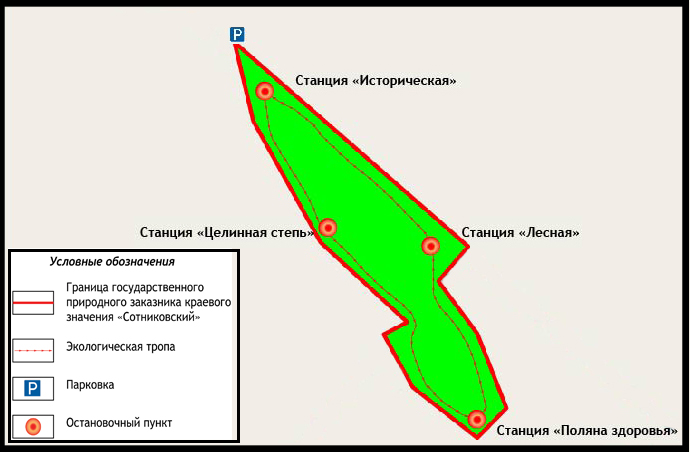 P
Станция «Историческая»
Станция «Целинная степь»
Станция «Лесная»
Условные обозначения
Граница государственного
природного заказника краевого
значения «Сотниковский»
Экологическая тропа
P
Парковка
Остановочный пункт
Станция «Поляна здоровья»